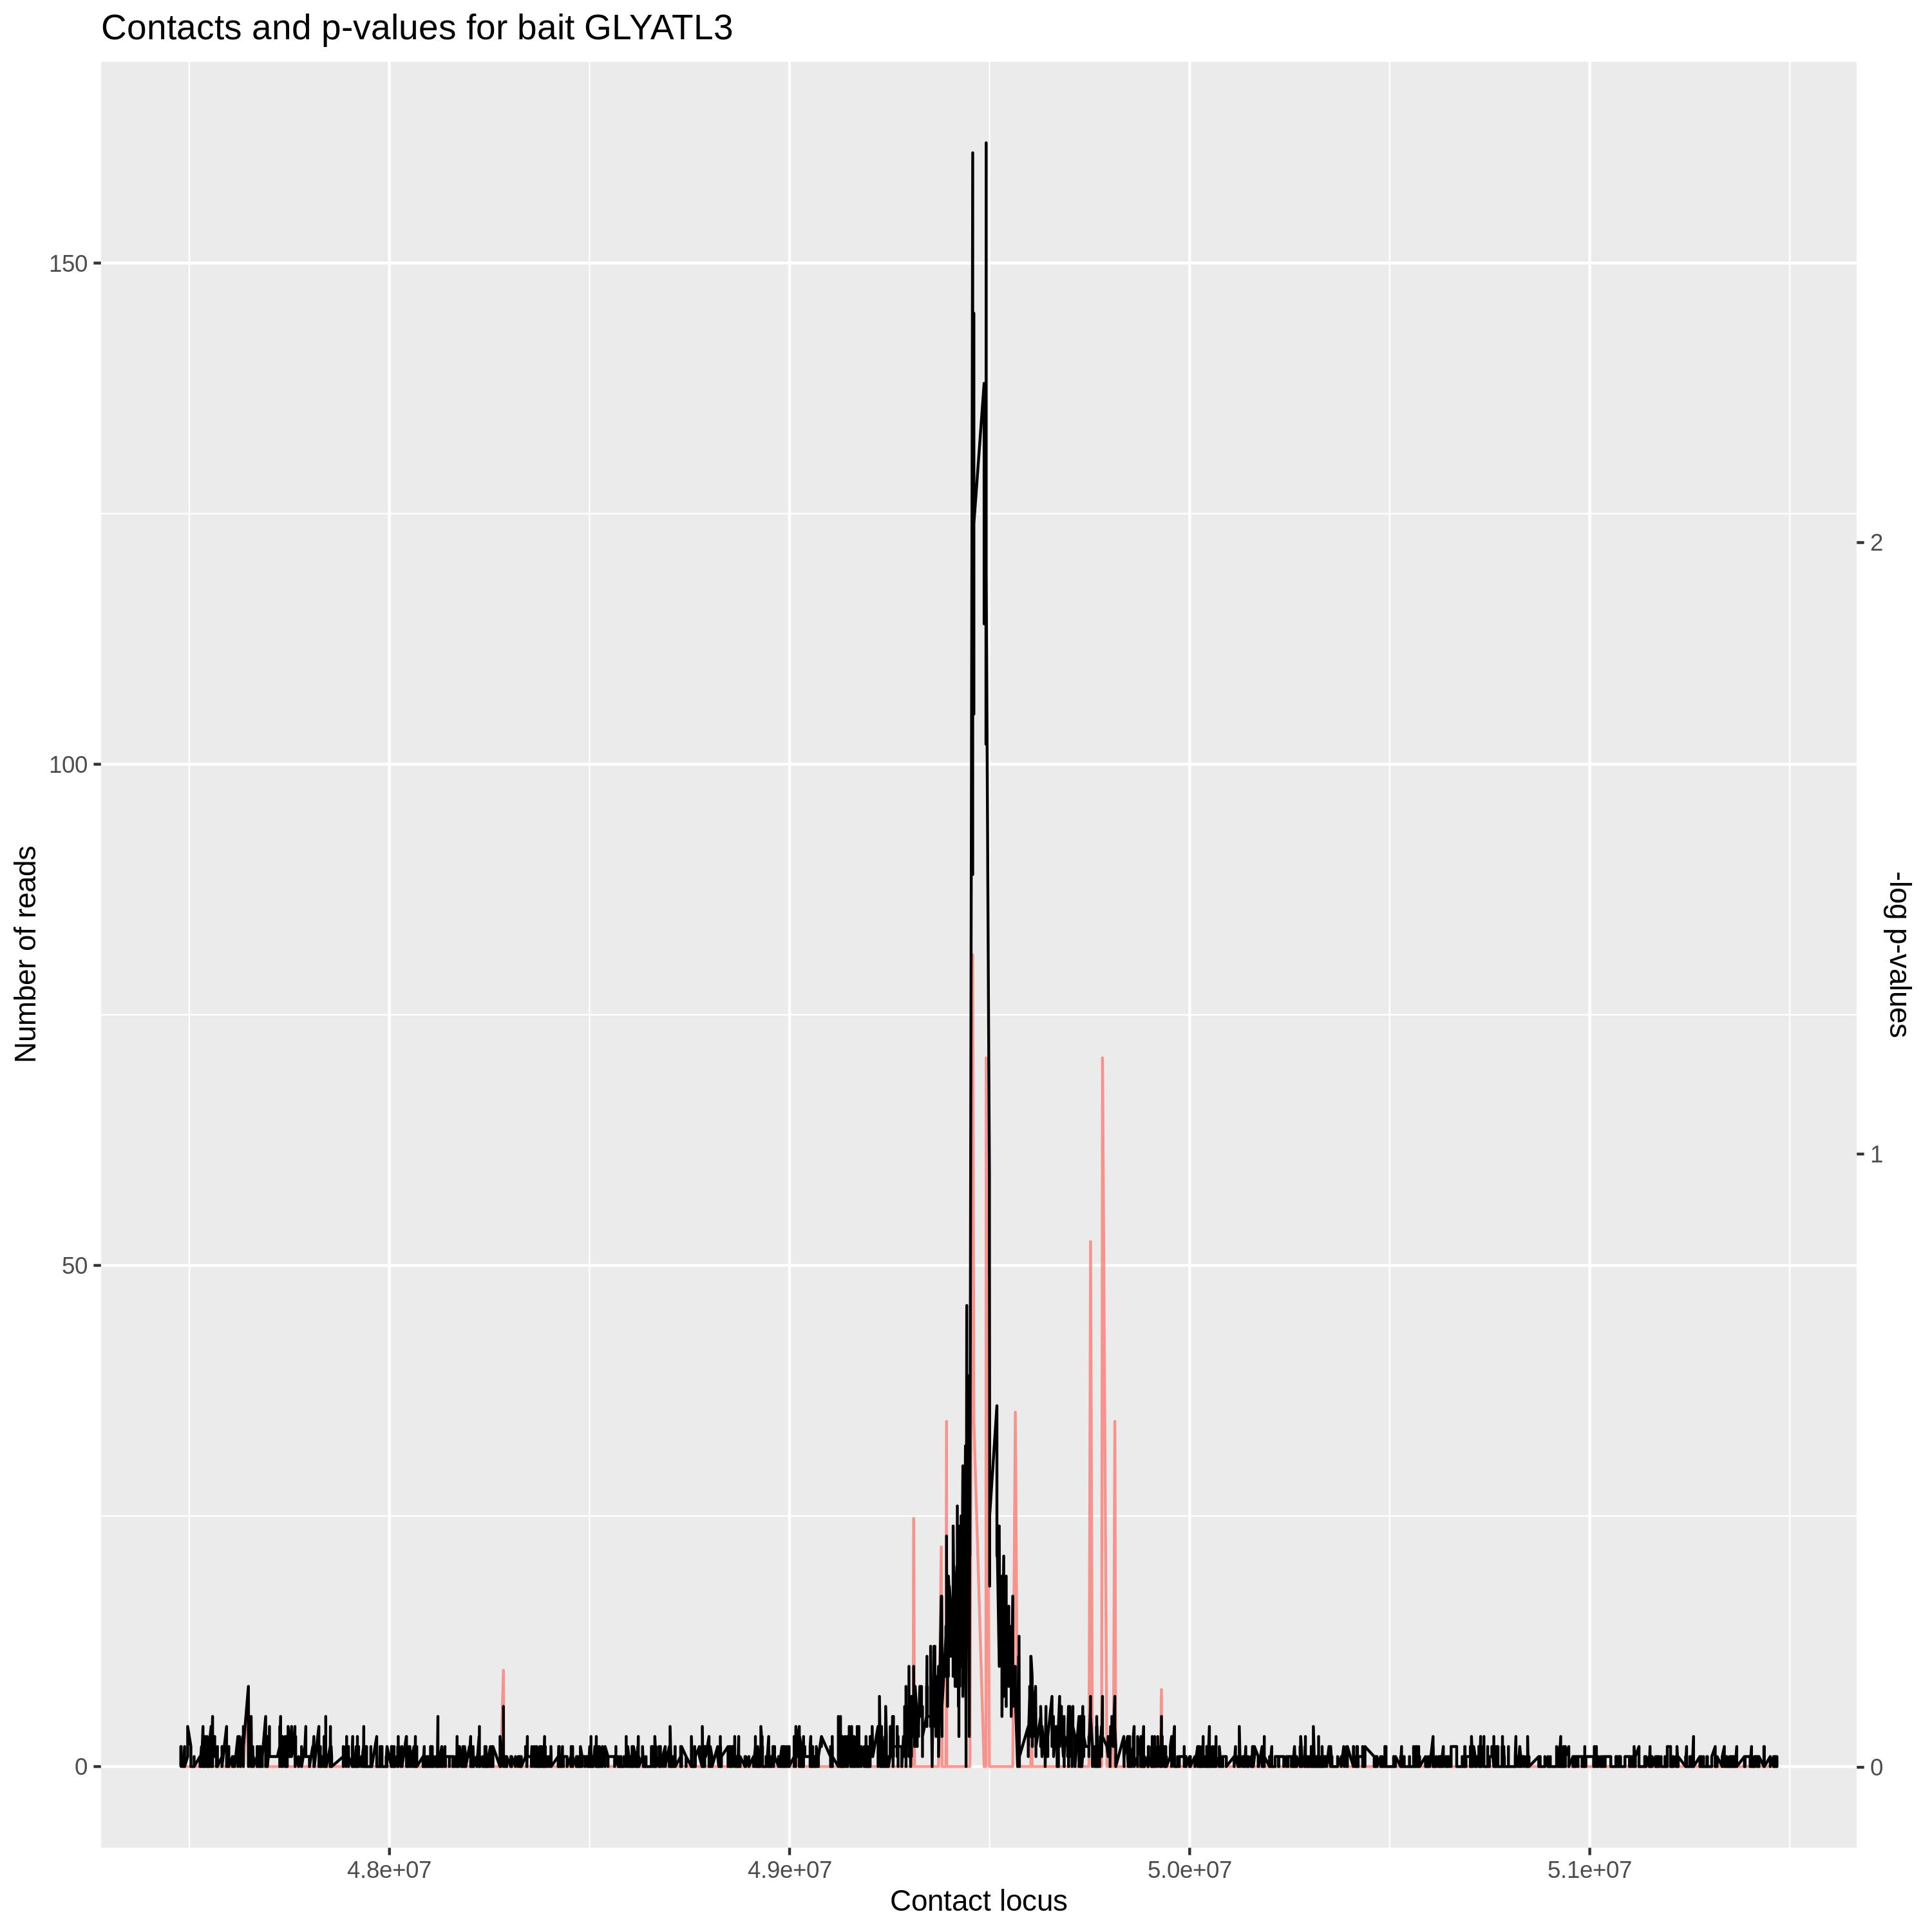 Contacts and p-values for bait GLYATL3
150
100
50
0
2
1
0
Number of reads
-log p-values
4.8e+07 4.9e+07 5.0e+07 5.1e+07
Contact locus